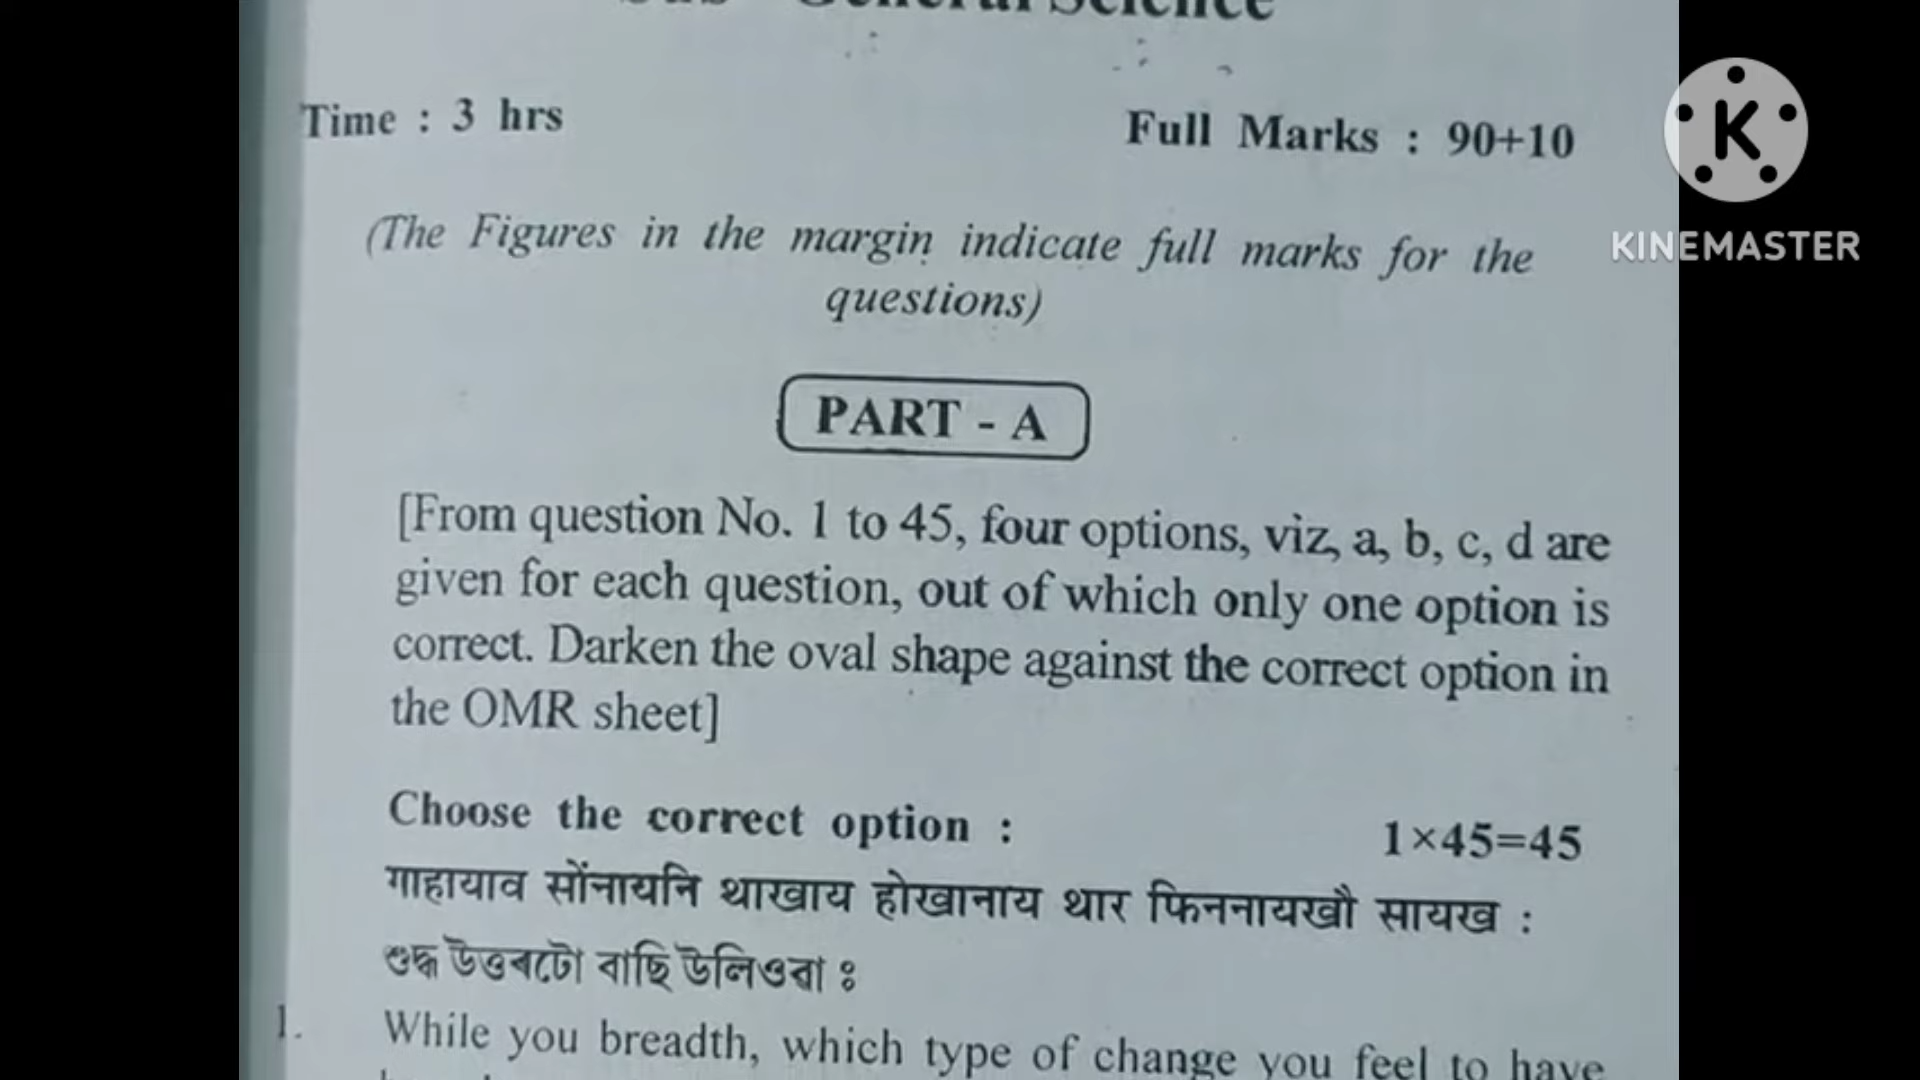 General Science
Time : 3 hrs
Full Marks : 90+10
KINEMASTER
(The Figures in the margin indicate full marks for the
questions)
PART - A
[From question No. 1 to 45, four options, viz, a, b, c, d are
given for each question, out of which only one option is
correct. Darken the oval shape against the correct option in
the OMR sheet]
Choose the correct option : 1×45=45
गाहायाव सोंनायनि थाखाय होखानाय थार फिननायखौ सायख :
শুদ্ধ উত্তৰটো বাছি উলিওৱা ঃ
1. While you breadth, which type of change you feel to have